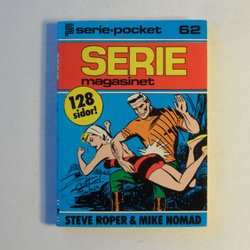 serie-pocket 62
SERIE
magasinet
128
sidor!
STEVE ROPER & MIKE NOMAD